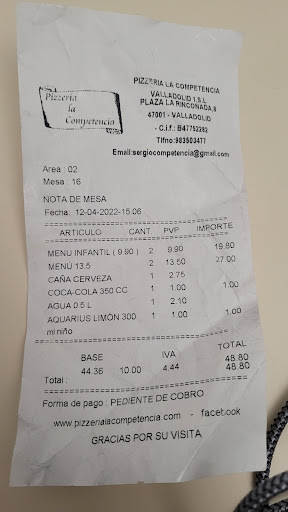 Pizzeria
la
Competencia
PIZZERIA LA COMPETENCIA
VALLADOLID 1,S.L
PLAZA LA RINCONADA,8
47001 - VALLADOLID
- C.i.f.: B47752282
Tlfno:983503477
Email:sergiocompetencia@gmail.com
Area : 02
Mesa : 16
NOTA DE MESA
Fecha: 12-04-2022-15:06
ARTICULO CANT PVP IMPORTE
MENU INFANTIL ( 9.90 ) 2 9.90 19.80
MENÚ 13,5 2 13.50 27.00
CAÑA CERVEZA 1 2.75
COCA-COLA 350 CC 1 1.00 1.00
AGUA 0.5 L 1 2.10
AQUARIUS LIMÓN 300 1 1.00 1.00
ml niño
BASE IVA TOTAL
44.36 10.00 4.44 48.80
Total : 48.80
Forma de pago : PEDIENTE DE COBRO
www.pizzerialacompetencia.com - facebook
GRACIAS POR SU VISITA